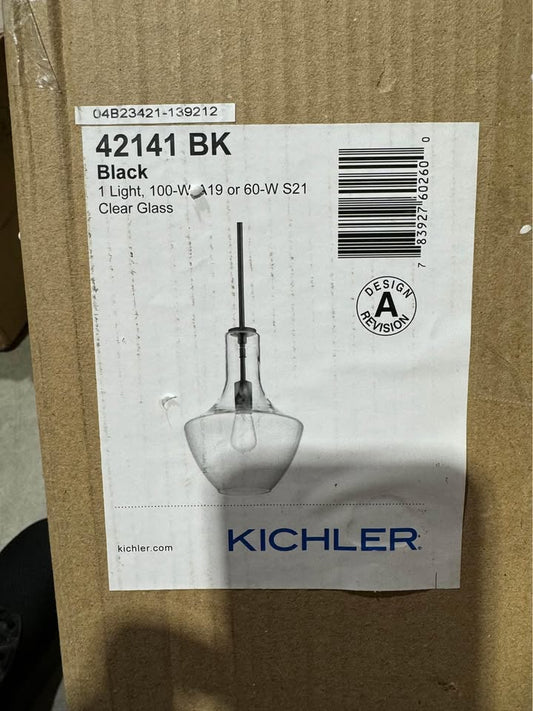 04B23421-139212
42141 BK
Black
1 Light, 100-W A19 or 60-W S21
Clear Glass
7 83927 60260 0
DESIGN
A
REVISION
kichler.com
KICHLER®